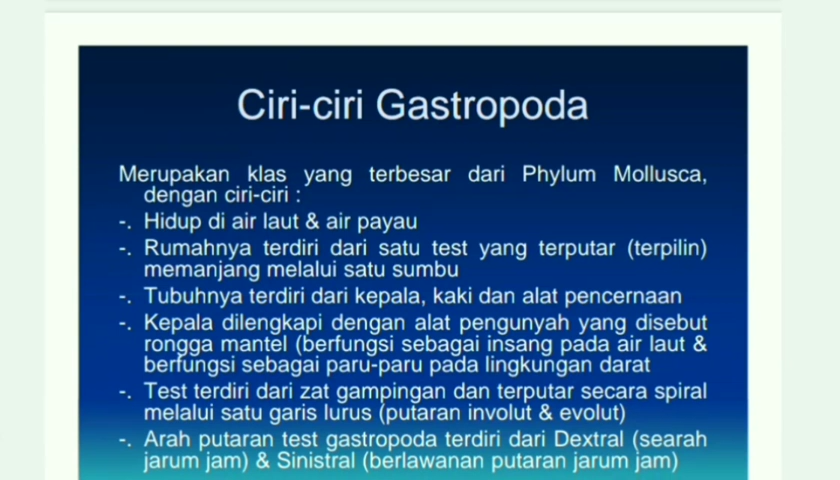 Ciri-ciri Gastropoda
Merupakan klas yang terbesar dari Phylum Mollusca,
dengan ciri-ciri :
-. Hidup di air laut & air payau
-. Rumahnya terdiri dari satu test yang terputar (terpilin)
memanjang melalui satu sumbu
-. Tubuhnya terdiri dari kepala, kaki dan alat pencernaan
-. Kepala dilengkapi dengan alat pengunyah yang disebut
rongga mantel (berfungsi sebagai insang pada air laut &
berfungsi sebagai paru-paru pada lingkungan darat
-. Test terdiri dari zat gampingan dan terputar secara spiral
melalui satu garis lurus (putaran involut & evolut)
-. Arah putaran test gastropoda terdiri dari Dextral (searah
jarum jam) & Sinistral (berlawanan putaran jarum jam)